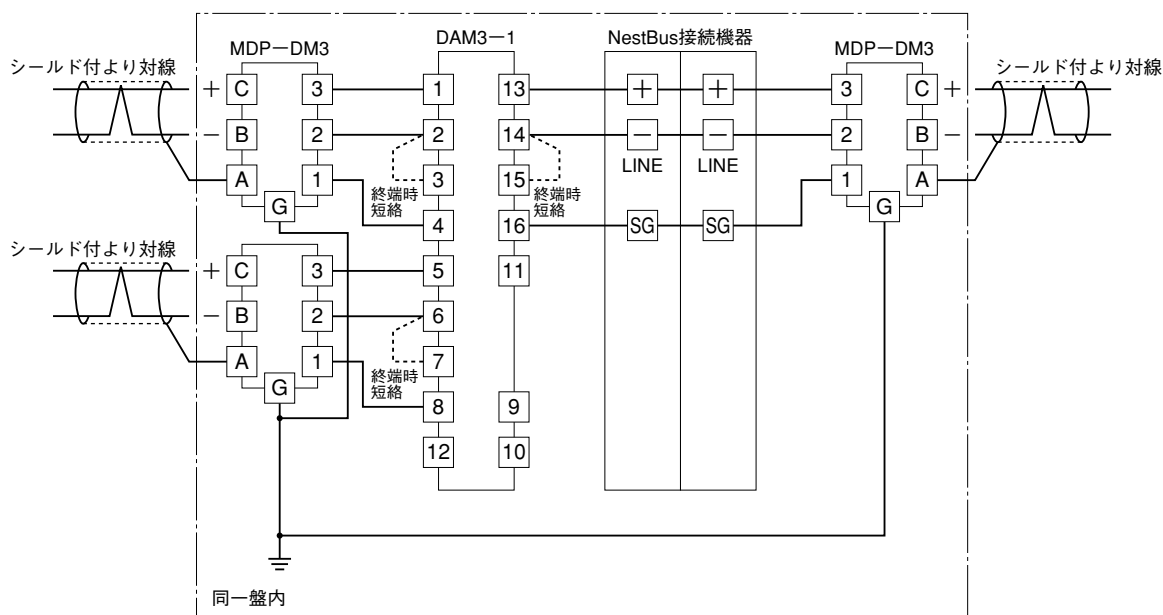 MDP－DM3 DAM3－1 NestBus接続機器 MDP－DM3
シールド付より対線 シールド付より対線
＋ C 3 1 13 ＋ ＋ 3 C ＋
－ B 2 2 14 － － 2 B －
LINE LINE
A 1 3 15 1 A
終端時 終端時
短絡 短絡
G 4 16 SG SG G
シールド付より対線
＋ C 3 5 11
－ B 2 6
A 1 7
終端時
短絡
G 8 9
12 10
同一盤内